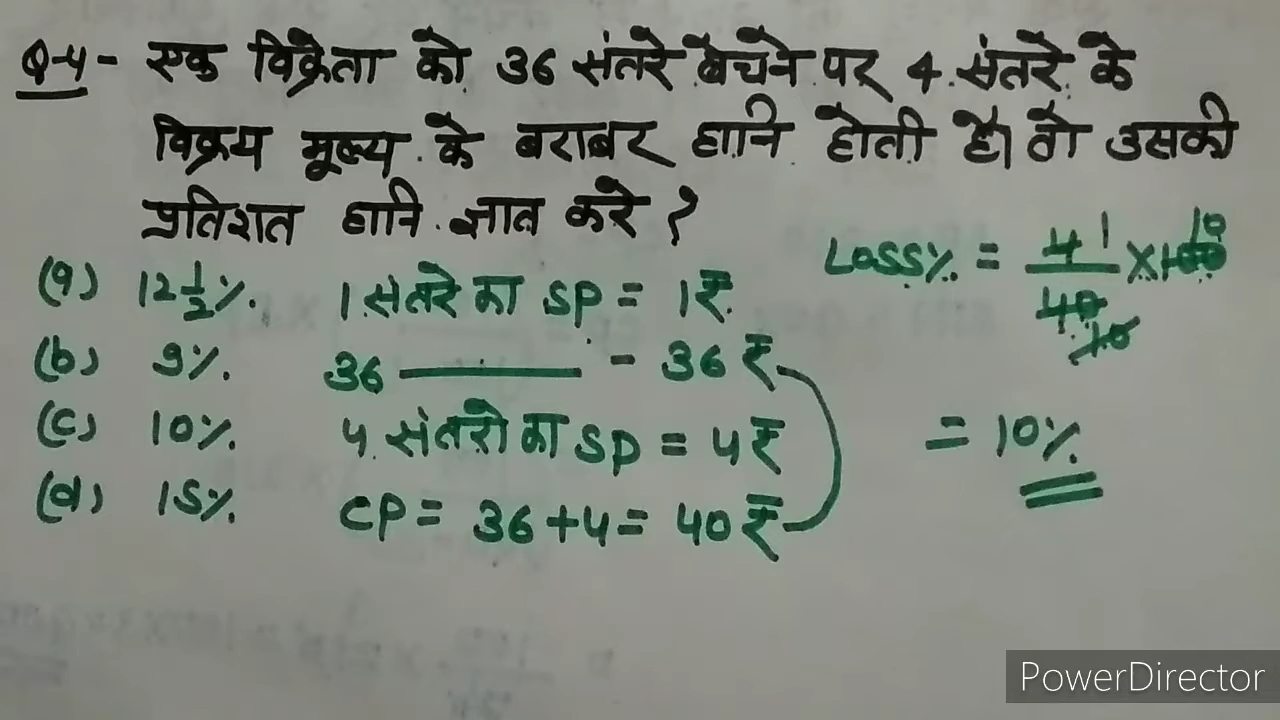 Q-4- एक विक्रेता को 36 संतरे बेचने पर 4 संतरे के
विक्रय मूल्य के बराबर हानि होती है। तो उसकी
प्रतिशत हानि ज्ञात करे ?
(a) 12 1/2 %.
(b) 9%.
(c) 10%.
(d) 15%.
1 संतरे का SP = 1₹.
36 ——— - 36 ₹
4 संतरो का SP = 4₹
CP = 36+4 = 40 ₹
Loss% = 4/40 × 100
= 10%
PowerDirector